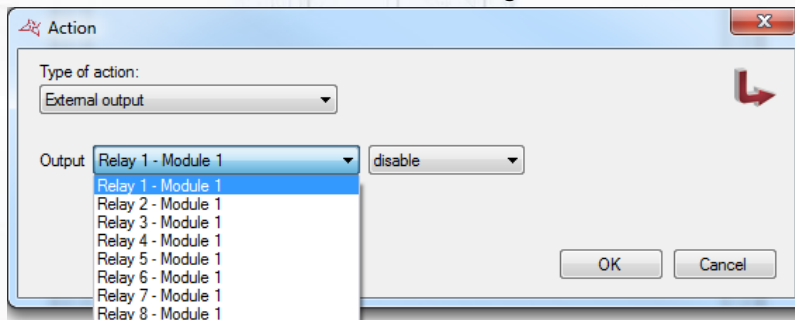 Action
Type of action:
External output
Output Relay 1 - Module 1 disable
Relay 1 - Module 1
Relay 2 - Module 1
Relay 3 - Module 1
Relay 4 - Module 1
Relay 5 - Module 1
Relay 6 - Module 1
Relay 7 - Module 1
Relay 8 - Module 1
OK Cancel